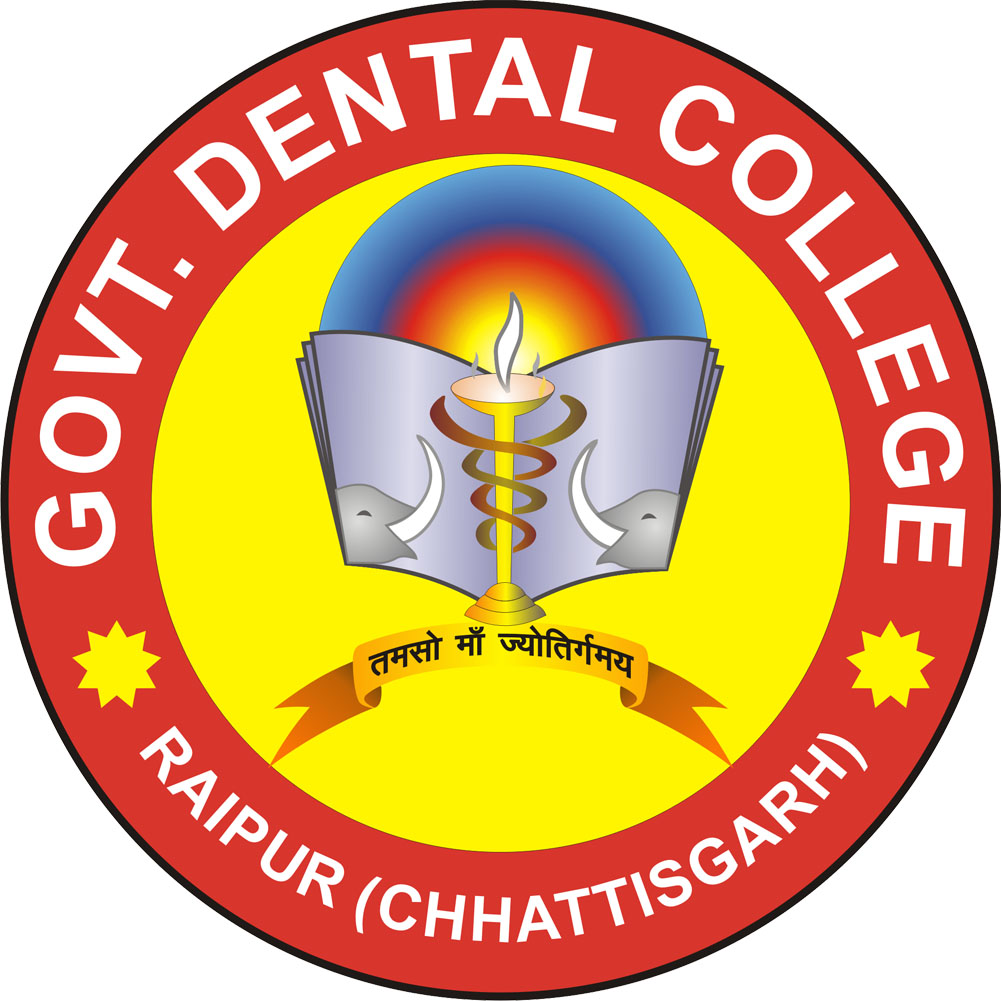 GOVT. DENTAL COLLEGE
तमसो माँ ज्योतिर्गमय
RAIPUR (CHHATTISGARH)